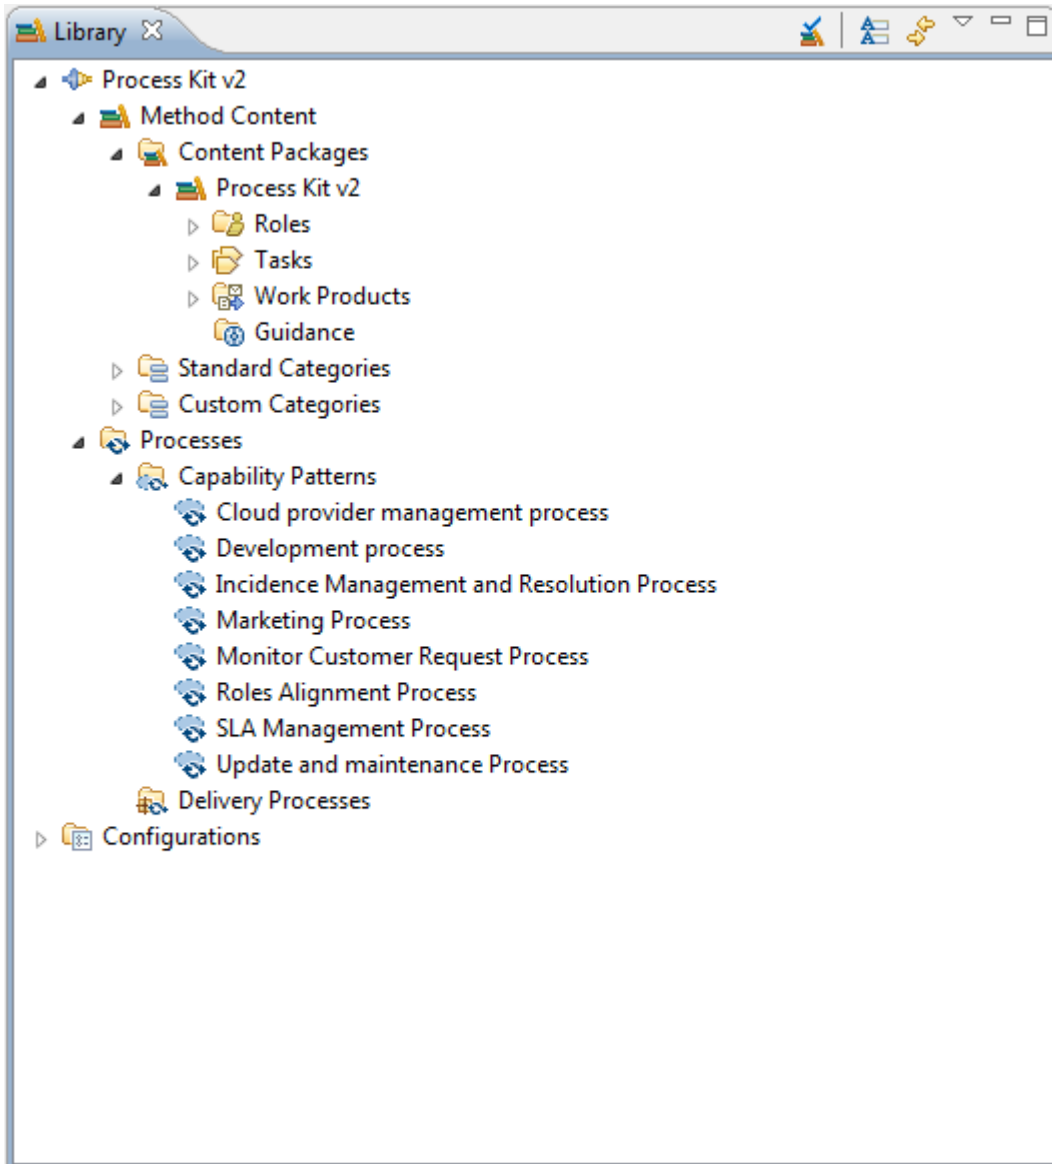 Library
Process Kit v2
Method Content
Content Packages
Process Kit v2
Roles
Tasks
Work Products
Guidance
Standard Categories
Custom Categories
Processes
Capability Patterns
Cloud provider management process
Development process
Incidence Management and Resolution Process
Marketing Process
Monitor Customer Request Process
Roles Alignment Process
SLA Management Process
Update and maintenance Process
Delivery Processes
Configurations